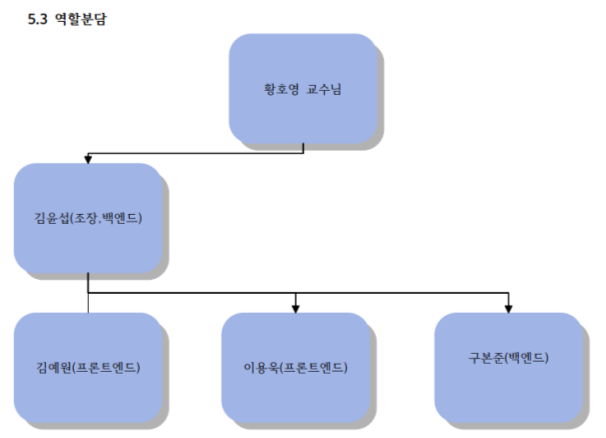 5.3 역할분담
황호영 교수님
김윤섭(조장,백엔드)
김예원(프론트엔드)
이용욱(프론트엔드)
구본준(백엔드)